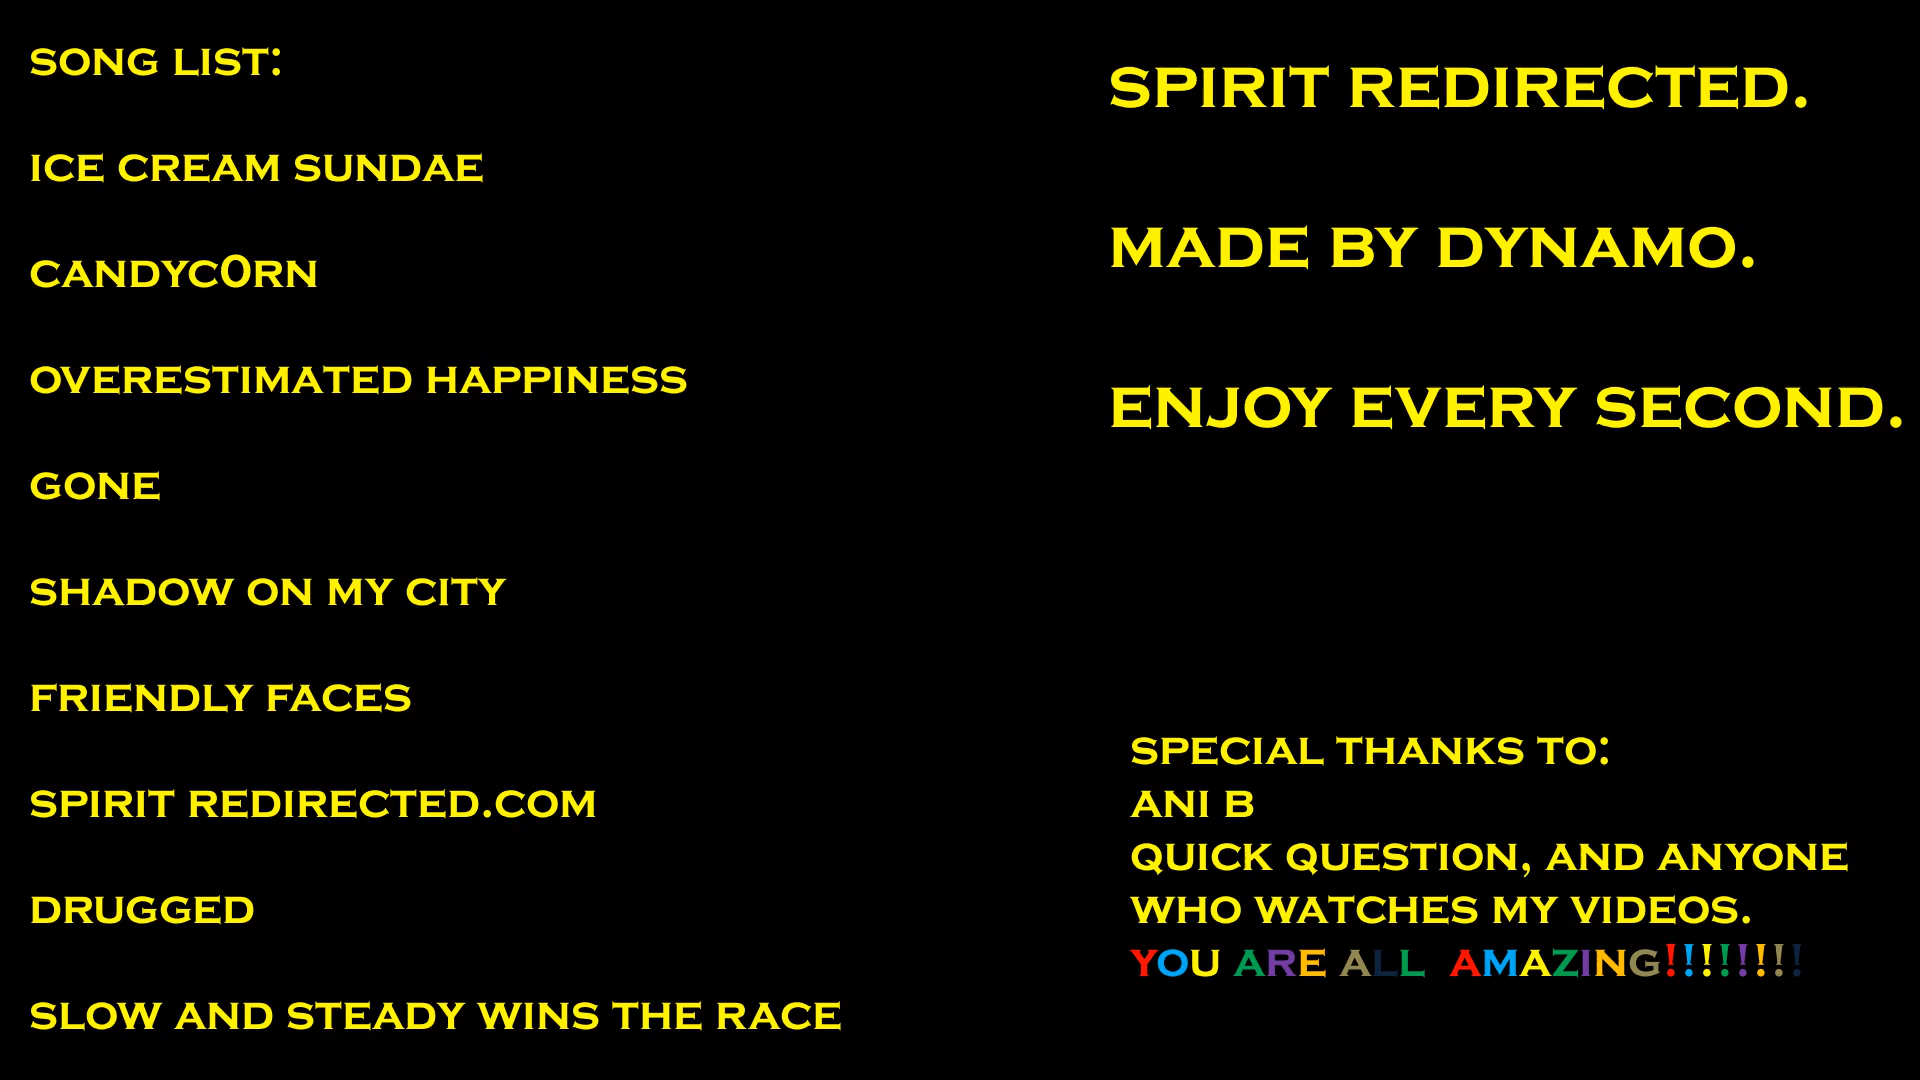 SONG LIST:
ICE CREAM SUNDAE
CANDYC0RN
OVERESTIMATED HAPPINESS
GONE
SHADOW ON MY CITY
FRIENDLY FACES
SPIRIT REDIRECTED.COM
DRUGGED
SLOW AND STEADY WINS THE RACE
SPIRIT REDIRECTED.
MADE BY DYNAMO.
ENJOY EVERY SECOND.
SPECIAL THANKS TO:
ANI B
QUICK QUESTION, AND ANYONE
WHO WATCHES MY VIDEOS.
YOU ARE ALL  AMAZING!!!!!!!!